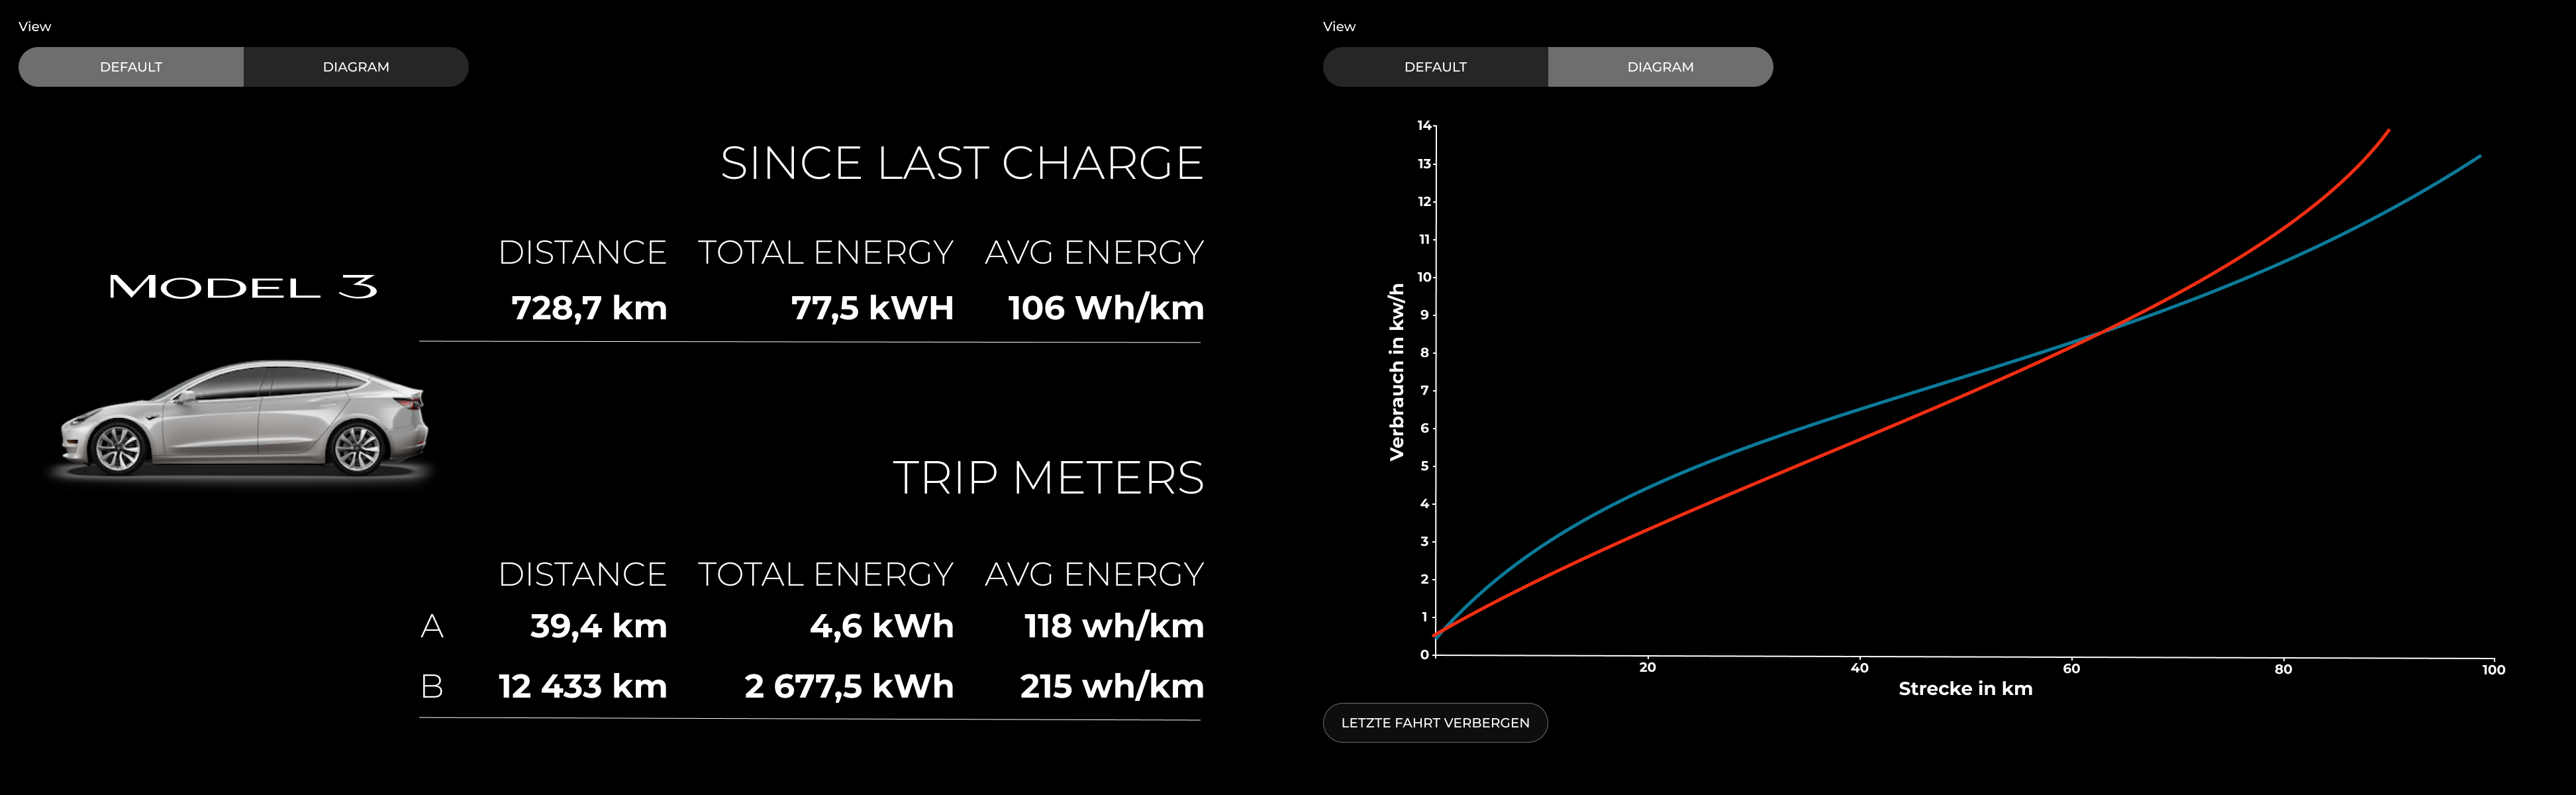 View
DEFAULT DIAGRAM
SINCE LAST CHARGE
DISTANCE TOTAL ENERGY AVG ENERGY
728,7 km 77,5 kWH 106 Wh/km
MODEL 3
TRIP METERS
DISTANCE TOTAL ENERGY AVG ENERGY
A 39,4 km 4,6 kWh 118 wh/km
B 12 433 km 2 677,5 kWh 215 wh/km
View
DEFAULT DIAGRAM
14
13
12
11
10
9
8
7
6
5
4
3
2
1
0
Verbrauch in kw/h
20 40 60 80 100
Strecke in km
LETZTE FAHRT VERBERGEN